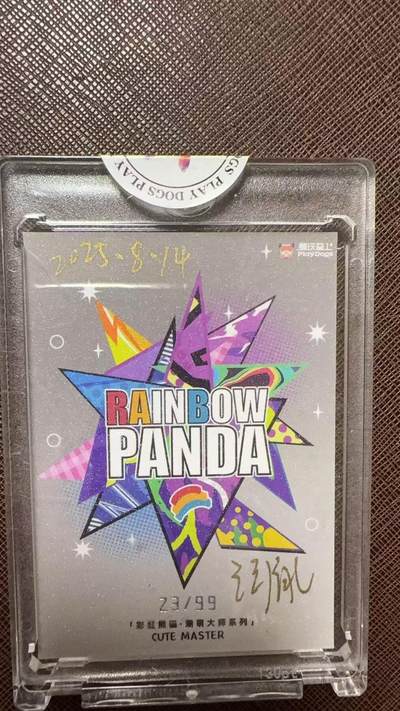 PLAY DOGS PLAY
GS
2025-8-14
PlayDogs
RAINBOW
PANDA
23/99
「彩虹熊猫·潮萌大师系列」
CUTE MASTER